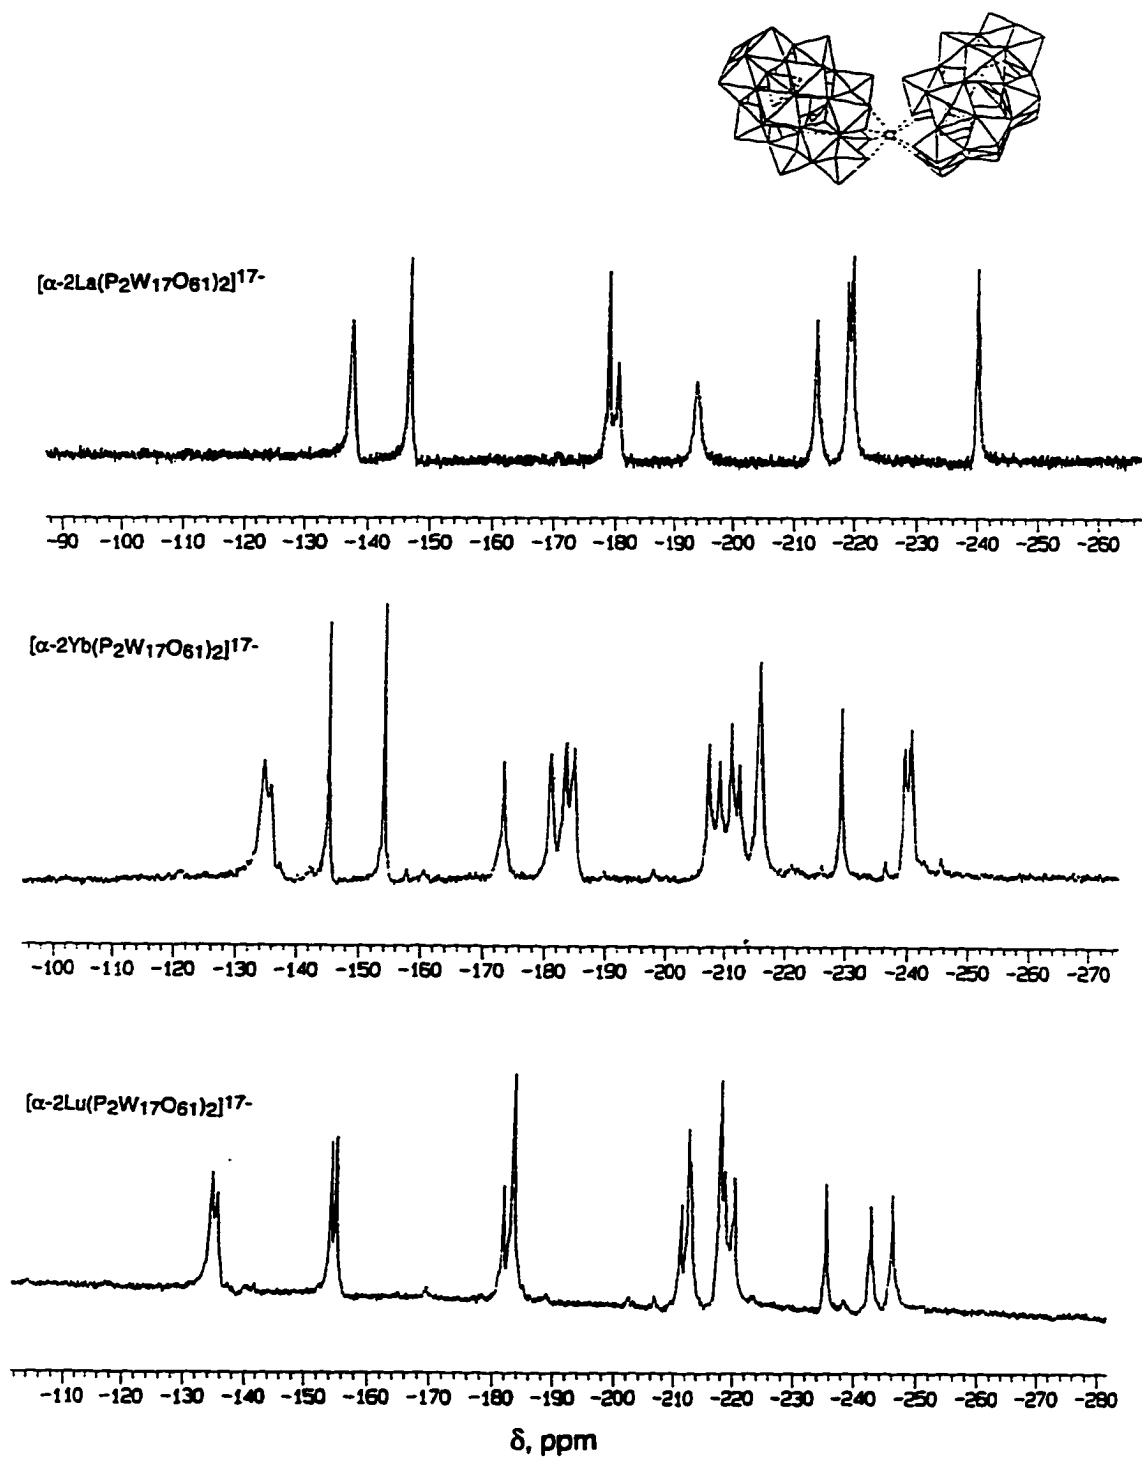 [α-2La(P2W17O61)2]17-
-90 -100 -110 -120 -130 -140 -150 -160 -170 -180 -190 -200 -210 -220 -230 -240 -250 -260
[α-2Yb(P2W17O61)2]17-
-100 -110 -120 -130 -140 -150 -160 -170 -180 -190 -200 -210 -220 -230 -240 -250 -260 -270
[α-2Lu(P2W17O61)2]17-
-110 -120 -130 -140 -150 -160 -170 -180 -190 -200 -210 -220 -230 -240 -250 -260 -270 -280
δ, ppm